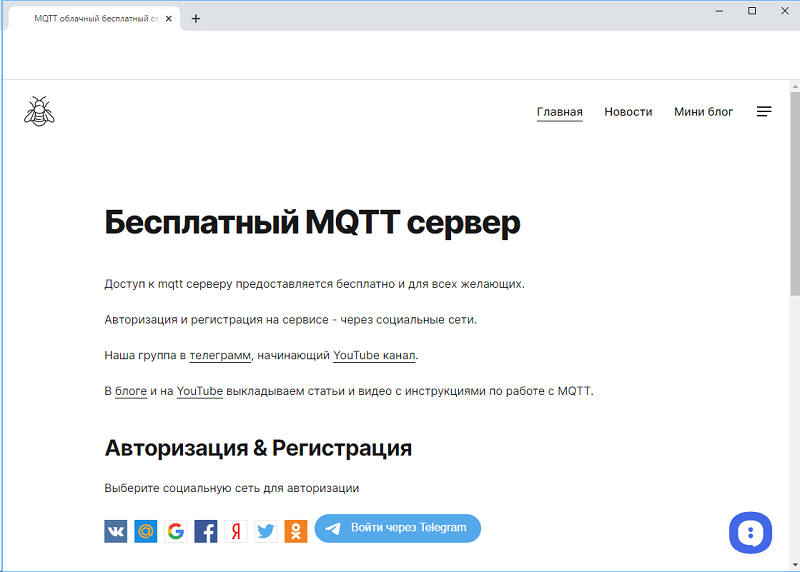 MQTT облачный бесплатный се
Главная Новости Мини блог
Бесплатный MQTT сервер
Доступ к mqtt серверу предоставляется бесплатно и для всех желающих.
Авторизация и регистрация на сервисе - через социальные сети.
Наша группа в телеграмм, начинающий YouTube канал.
В блоге и на YouTube выкладываем статьи и видео с инструкциями по работе с MQTT.
Авторизация & Регистрация
Выберите социальную сеть для авторизации
Войти через Telegram